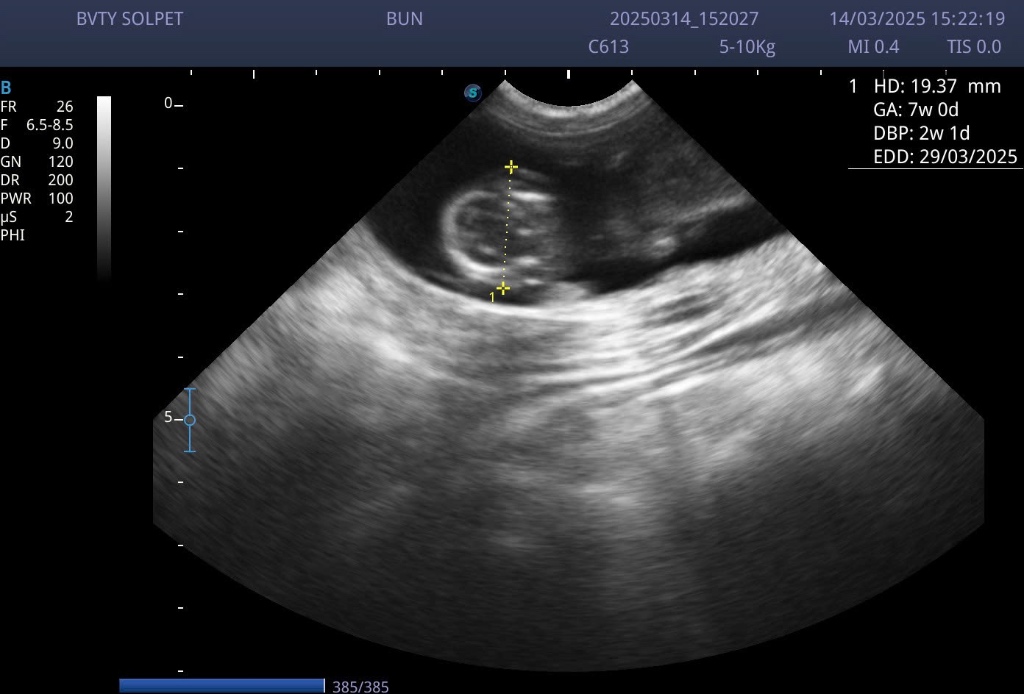 BVTY SOLPET BUN 20250314_152027 14/03/2025 15:22:19
C613 5-10Kg MI 0.4 TIS 0.0
B
FR 26
F 6.5-8.5
D 9.0
GN 120
DR 200
PWR 100
µS 2
PHI
S
1 HD: 19.37 mm
GA: 7w 0d
DBP: 2w 1d
EDD: 29/03/2025
0
1
5
385/385